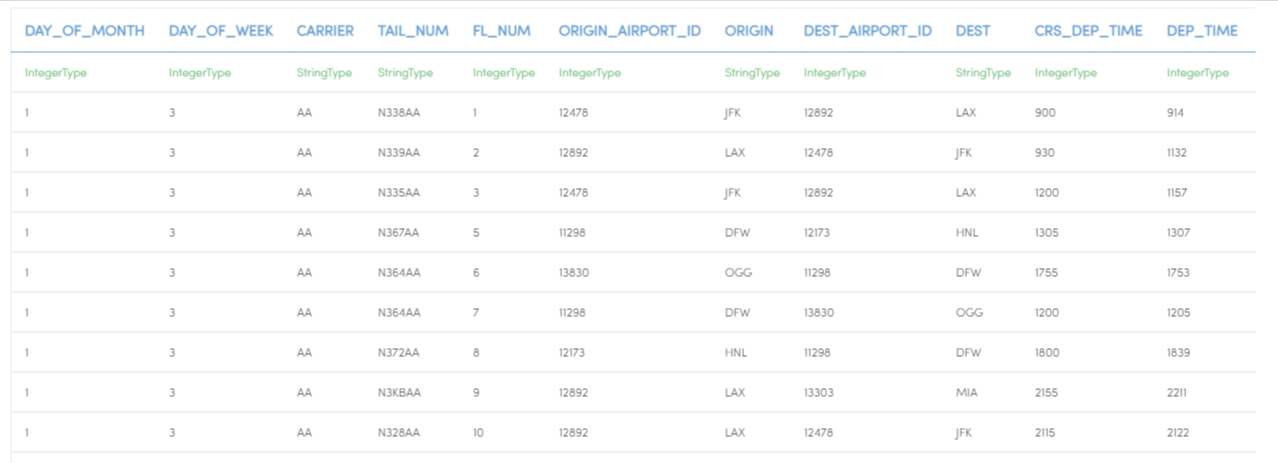 DAY_OF_MONTH DAY_OF_WEEK CARRIER TAIL_NUM FL_NUM ORIGIN_AIRPORT_ID ORIGIN DEST_AIRPORT_ID DEST CRS_DEP_TIME DEP_TIME
IntegerType IntegerType StringType StringType IntegerType IntegerType StringType IntegerType StringType IntegerType IntegerType
1 3 AA N338AA 1 12478 JFK 12892 LAX 900 914
1 3 AA N339AA 2 12892 LAX 12478 JFK 930 1132
1 3 AA N335AA 3 12478 JFK 12892 LAX 1200 1157
1 3 AA N367AA 5 11298 DFW 12173 HNL 1305 1307
1 3 AA N364AA 6 13830 OGG 11298 DFW 1755 1753
1 3 AA N364AA 7 11298 DFW 13830 OGG 1200 1205
1 3 AA N372AA 8 12173 HNL 11298 DFW 1800 1839
1 3 AA N3KBAA 9 12892 LAX 13303 MIA 2155 2211
1 3 AA N328AA 10 12892 LAX 12478 JFK 2115 2122